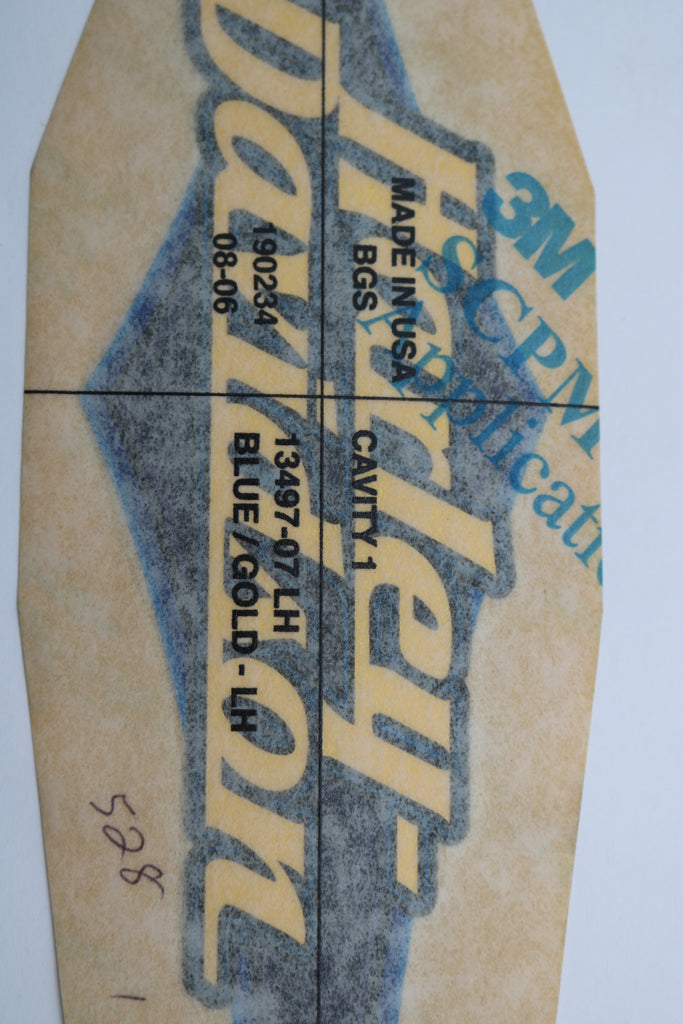 Harley-
Davidson
3M
SCPM
Applicati
MADE IN USA
BGS
190234
08-06
CAVITY 1
13497-07 LH
BLUE / GOLD - LH
528
1